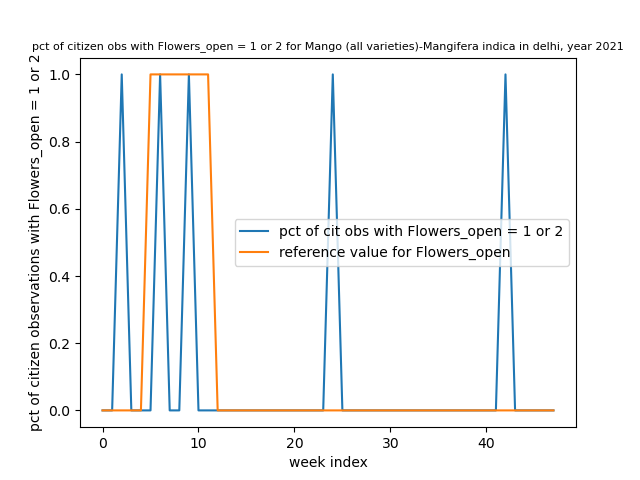 pct of citizen obs with Flowers_open = 1 or 2 for Mango (all varieties)-Mangifera indica in delhi, year 2021
pct of citizen observations with Flowers_open = 1 or 2
1.0
0.8
0.6
0.4
0.2
0.0
pct of cit obs with Flowers_open = 1 or 2
reference value for Flowers_open
0 10 20 30 40
week index